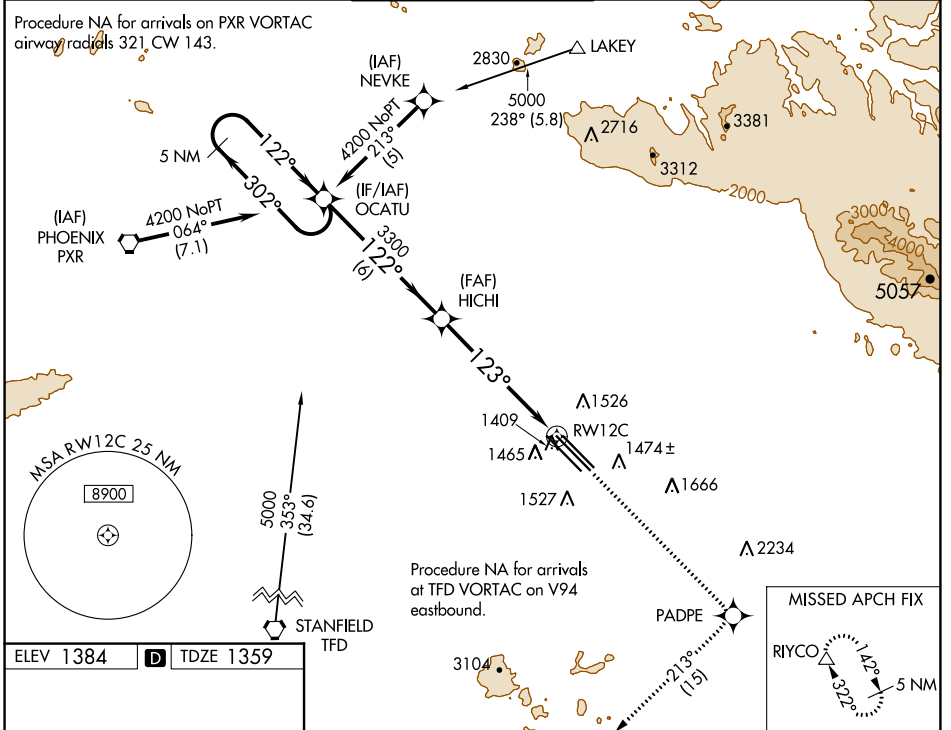 Procedure NA for arrivals on PXR VORTAC
airway radials 321 CW 143.
LAKEY
2830
5000
238° (5.8)
(IAF)
NEVKE
4200 NoPT
213°
(5)
2716
3381
3312
2000
3000
4000
5057
5 NM
122°
302°
(IF/IAF)
OCATU
(IAF)
PHOENIX
PXR
4200 NoPT
064°
(7.1)
3300
122°
(6)
(FAF)
HICHI
123°
1526
1409
RW12C
1465
1474±
1527
1666
2234
MSA RW12C 25 NM
8900
5000
353°
(34.6)
STANFIELD
TFD
Procedure NA for arrivals
at TFD VORTAC on V94
eastbound.
PADPE
213°
(15)
3104
MISSED APCH FIX
RIYCO
142°
322°
5 NM
ELEV 1384 D TDZE 1359